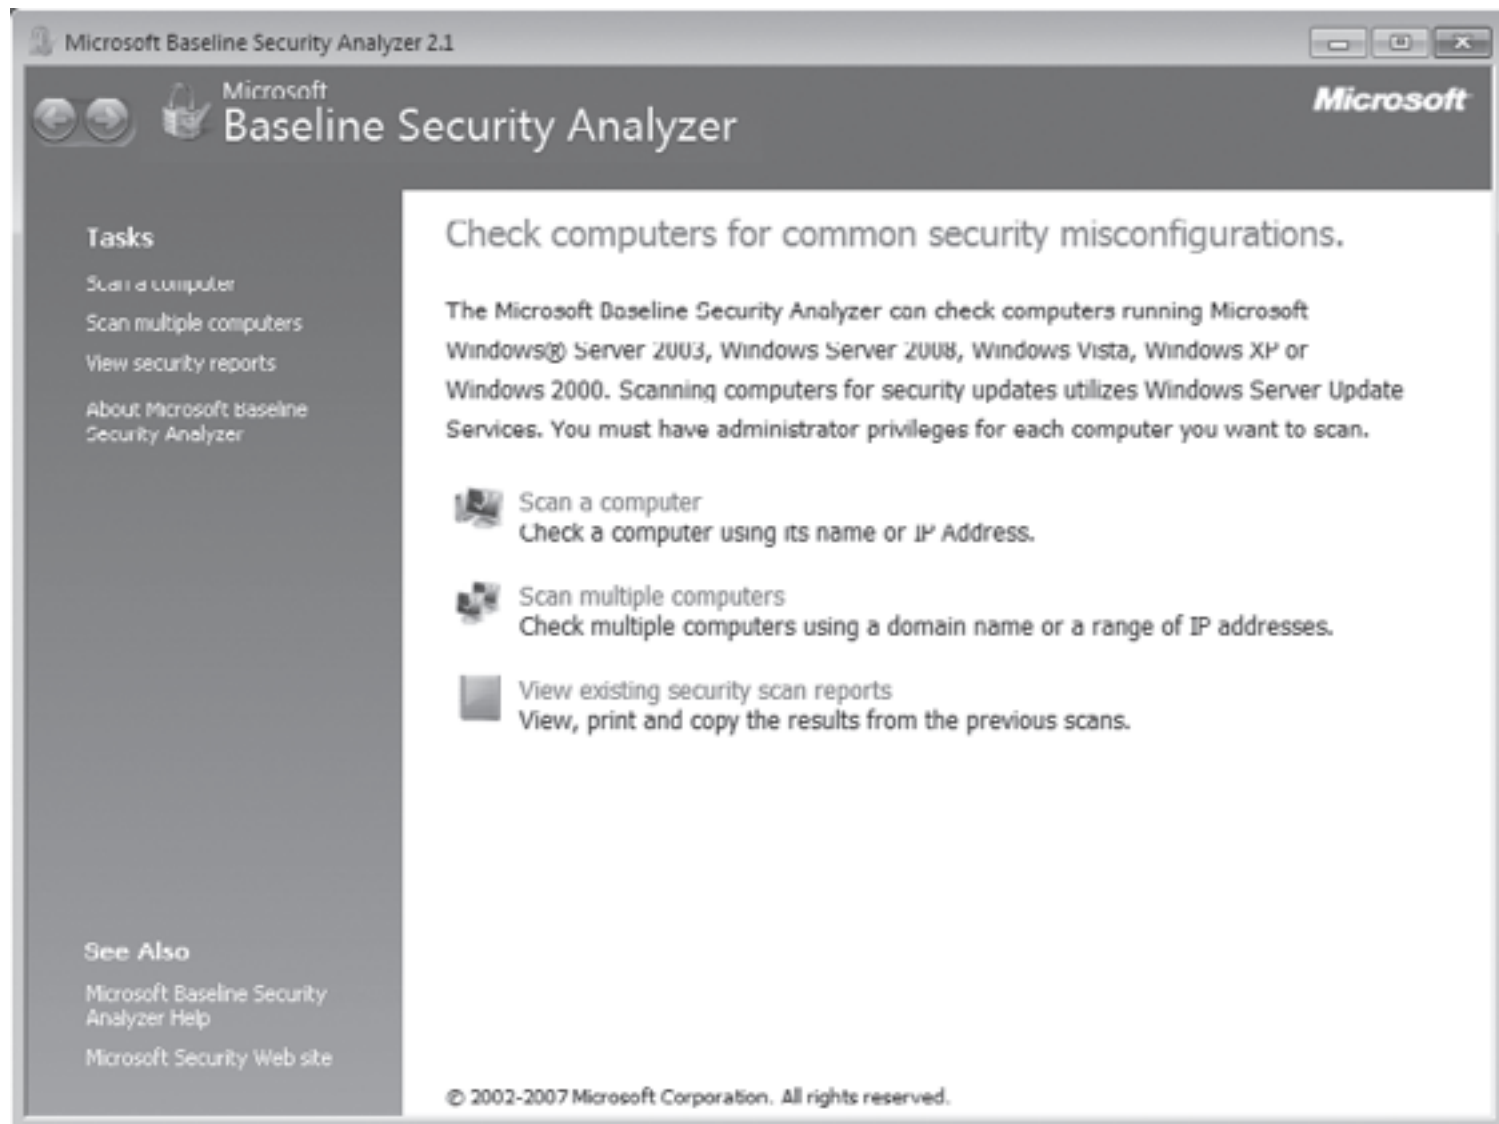 Microsoft Baseline Security Analyzer 2.1
Microsoft
Baseline Security Analyzer
Microsoft
Tasks
Scan a computer
Scan multiple computers
View security reports
About Microsoft Baseline
Security Analyzer
Check computers for common security misconfigurations.
The Microsoft Baseline Security Analyzer can check computers running Microsoft
Windows® Server 2003, Windows Server 2008, Windows Vista, Windows XP or
Windows 2000. Scanning computers for security updates utilizes Windows Server Update
Services. You must have administrator privileges for each computer you want to scan.
Scan a computer
Check a computer using its name or IP Address.
Scan multiple computers
Check multiple computers using a domain name or a range of IP addresses.
View existing security scan reports
View, print and copy the results from the previous scans.
See Also
Microsoft Baseline Security
Analyzer Help
Microsoft Security Web site
© 2002-2007 Microsoft Corporation. All rights reserved.